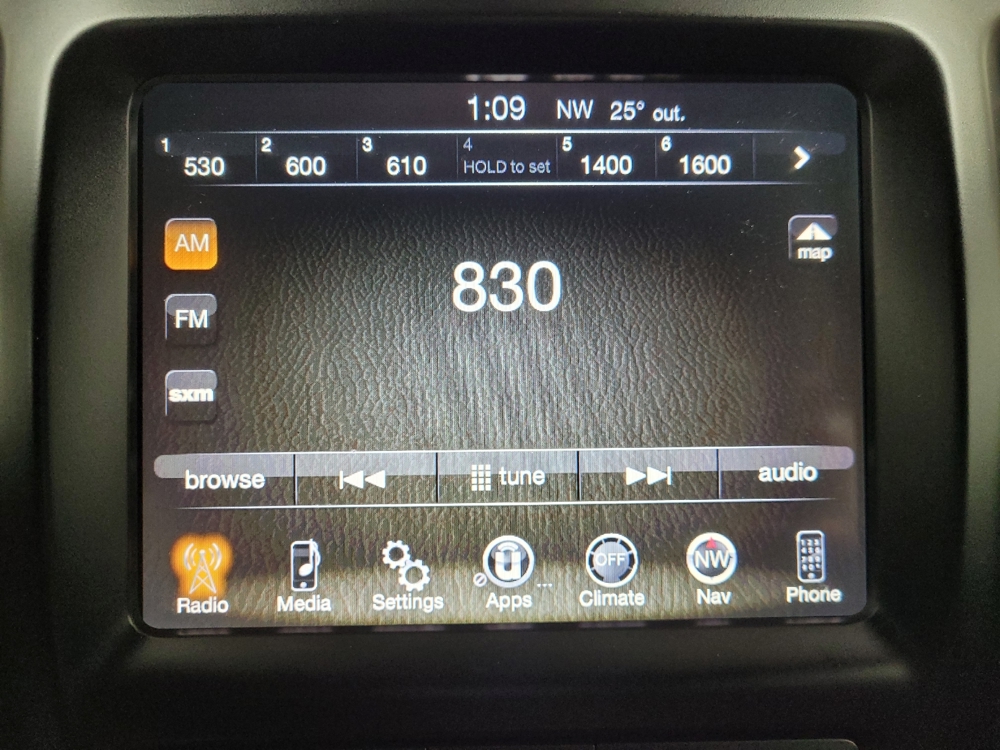 1:09 NW 25° out.
1 530 2 600 3 610 4 HOLD to set 5 1400 6 1600
AM
map
830
FM
sxm
browse tune audio
OFF NW
Radio Media Settings Apps Climate Nav Phone